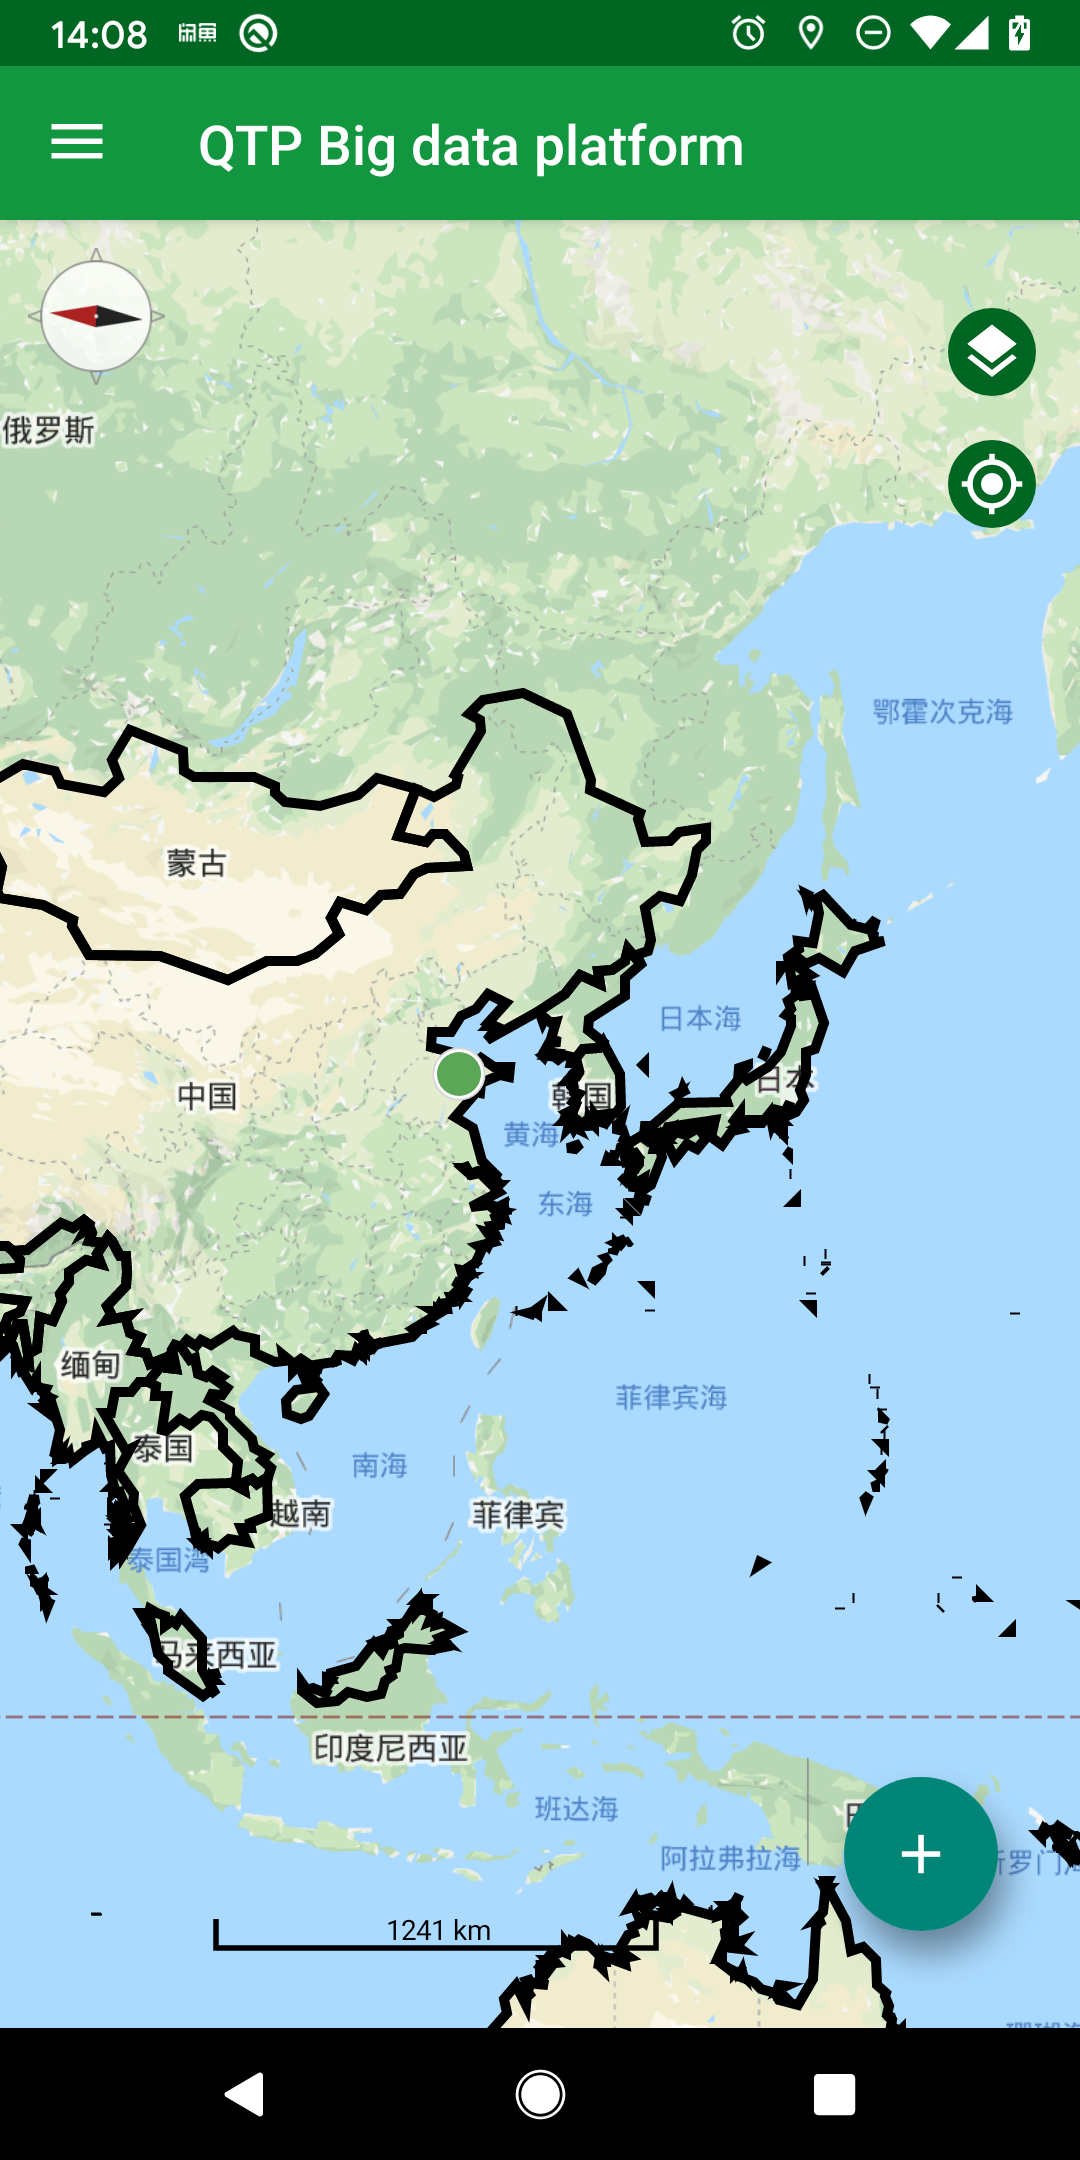 14:08 闲鱼
QTP Big data platform
俄罗斯
鄂霍次克海
蒙古
日本海
中国
韩国
日本
黄海
东海
缅甸
菲律宾海
泰国
南海
越南
菲律宾
泰国湾
马来西亚
印度尼西亚
班达海
阿拉弗拉海
1241 km